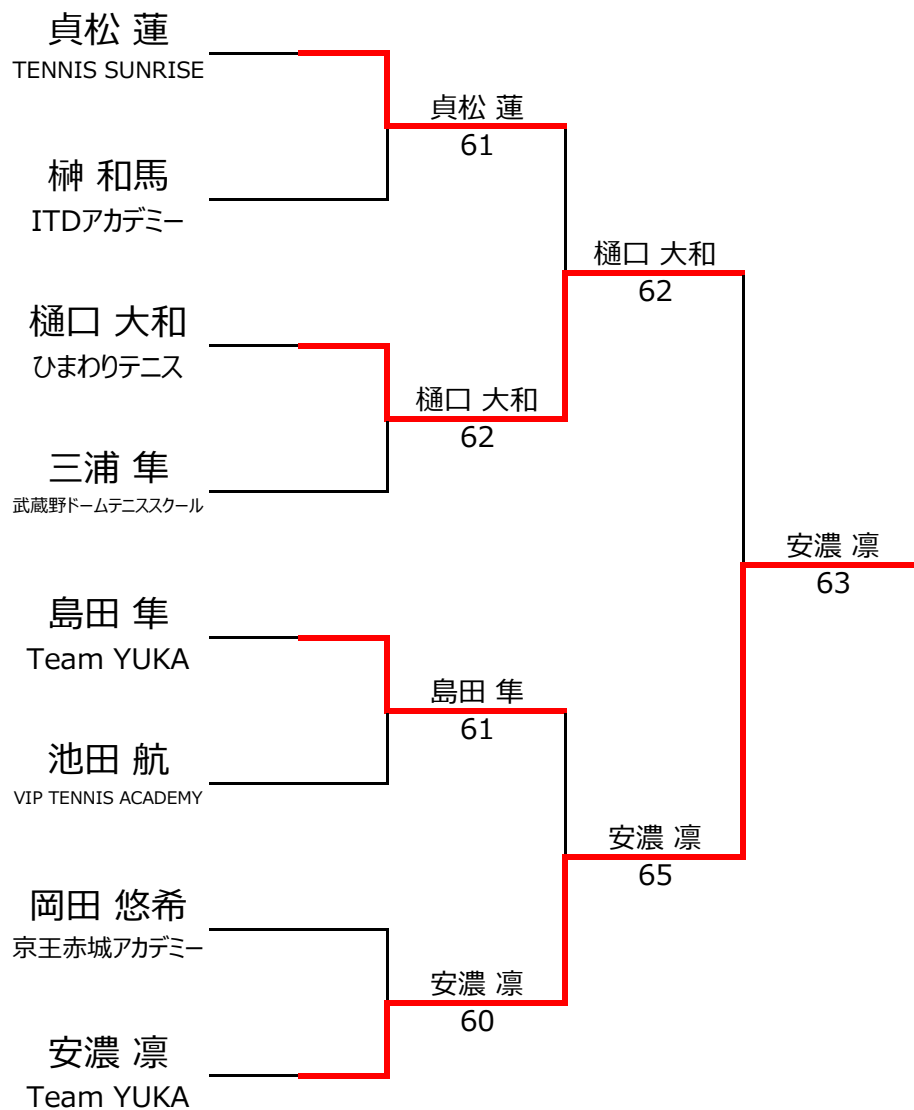 貞松 蓮
TENNIS SUNRISE
貞松 蓮
61
榊 和馬
ITDアカデミー
樋口 大和
62
樋口 大和
ひまわりテニス
樋口 大和
62
三浦 隼
武蔵野ドームテニススクール
安濃 凛
63
島田 隼
Team YUKA
島田 隼
61
池田 航
VIP TENNIS ACADEMY
安濃 凛
65
岡田 悠希
京王赤城アカデミー
安濃 凛
60
安濃 凛
Team YUKA